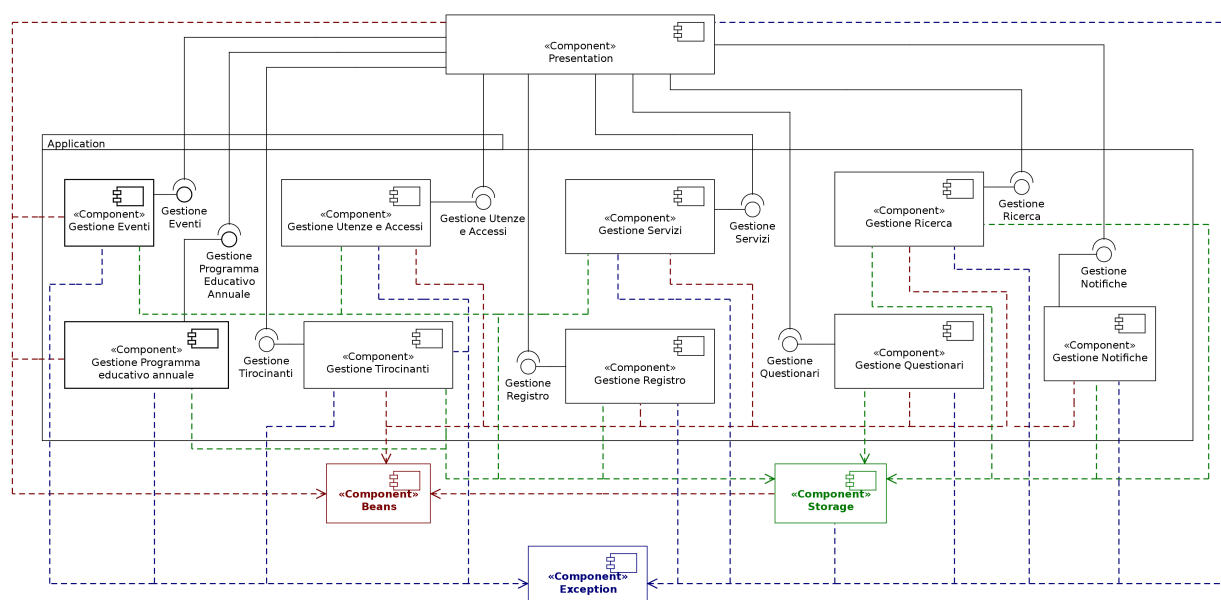 «Component»
Presentation
Application
«Component»
Gestione Eventi
Gestione
Eventi
«Component»
Gestione Utenze e Accessi
Gestione Utenze
e Accessi
«Component»
Gestione Servizi
Gestione
Servizi
«Component»
Gestione Ricerca
Gestione
Ricerca
Gestione
Programma
Educativo
Annuale
Gestione
Notifiche
«Component»
Gestione Programma
educativo annuale
Gestione
Tirocinanti
«Component»
Gestione Tirocinanti
Gestione
Registro
«Component»
Gestione Registro
Gestione
Questionari
«Component»
Gestione Questionari
«Component»
Gestione Notifiche
«Component»
Beans
«Component»
Storage
«Component»
Exception